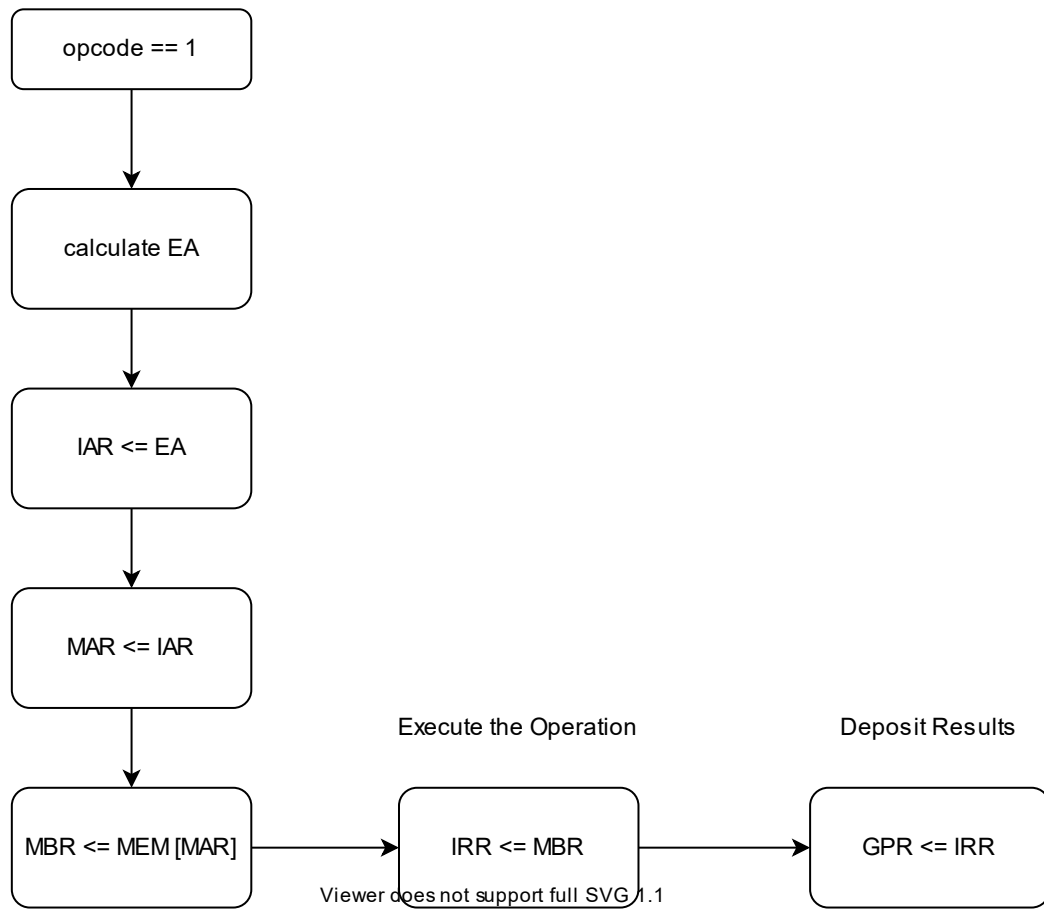 opcode == 1
calculate EA
IAR <= EA
MAR <= IAR
Execute the Operation
Deposit Results
MBR <= MEM [MAR]
IRR <= MBR
GPR <= IRR
Viewer does not support full SVG 1.1